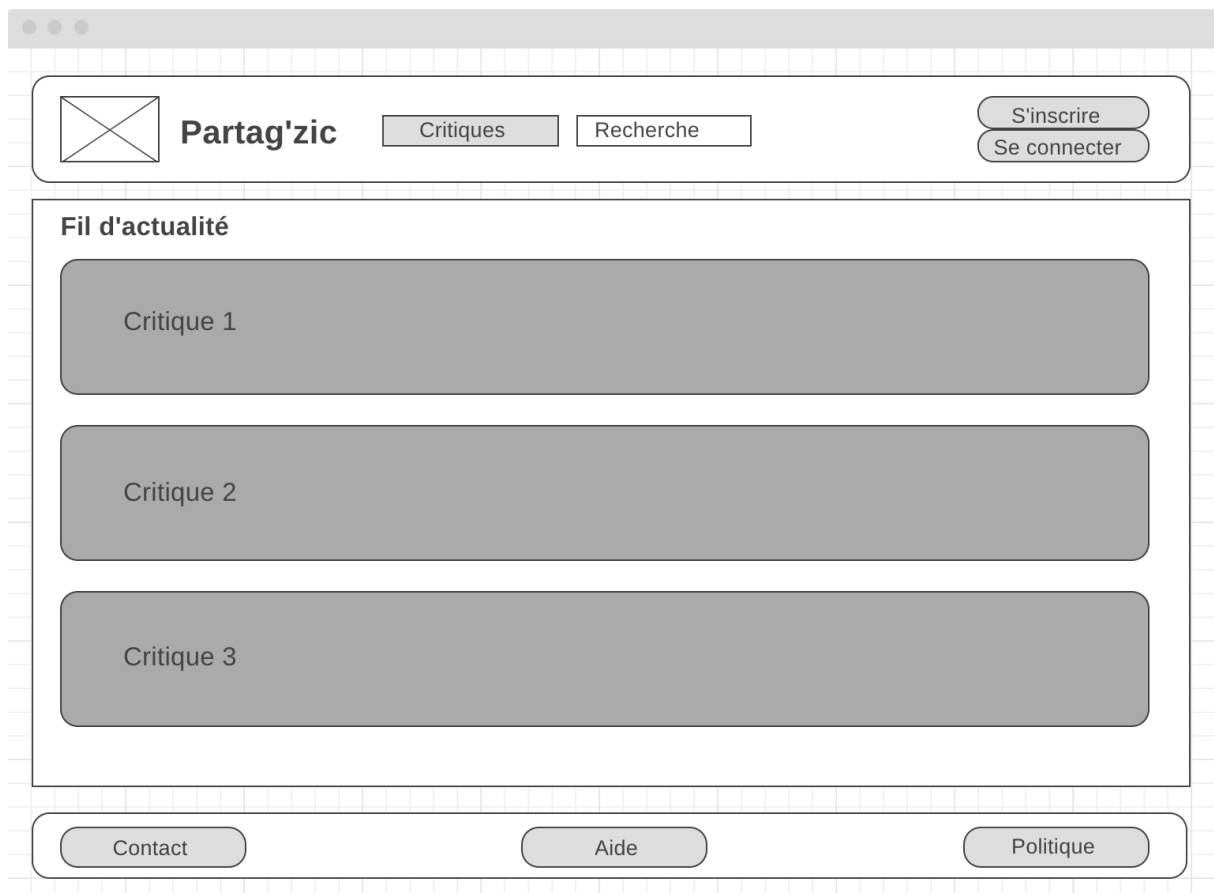 Partag'zic
Critiques
Recherche
S'inscrire
Se connecter
Fil d'actualité
Critique 1
Critique 2
Critique 3
Contact
Aide
Politique